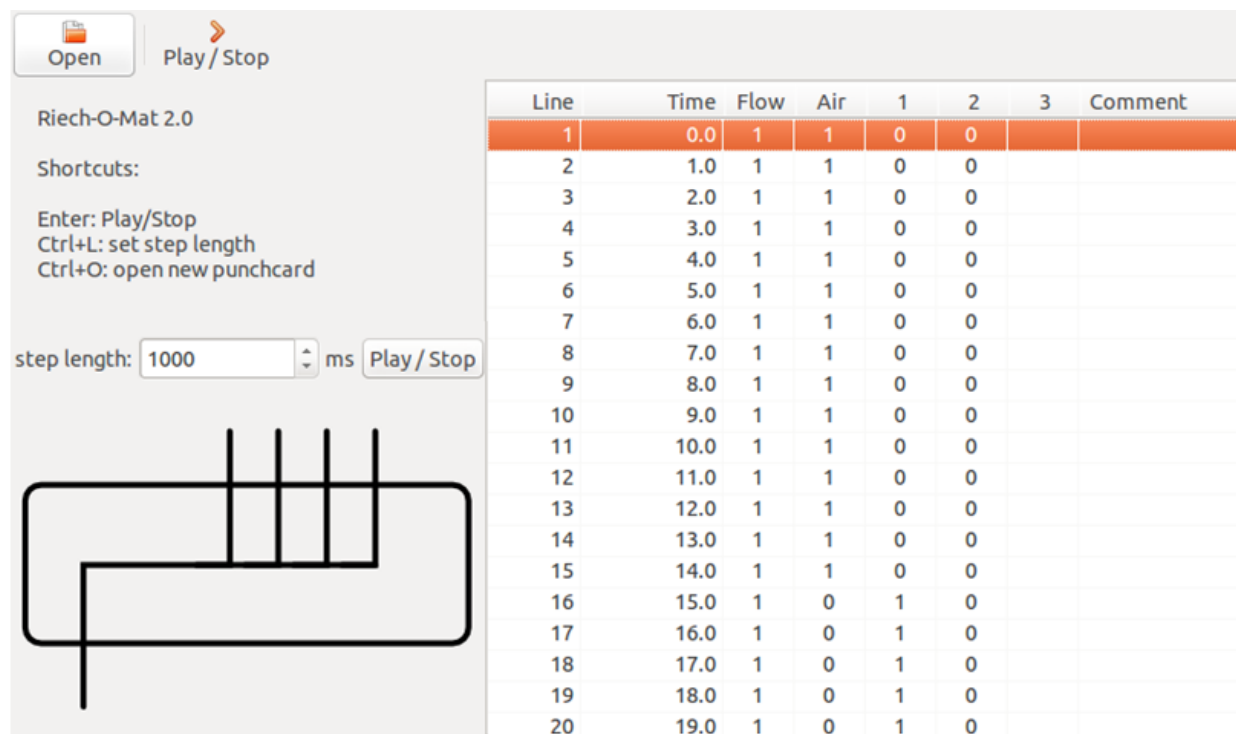 Open
Play / Stop
Riech-O-Mat 2.0
Shortcuts:
Enter: Play/Stop
Ctrl+L: set step length
Ctrl+O: open new punchcard
step length: 1000 ms Play / Stop
Line Time Flow Air 1 2 3 Comment
1 0.0 1 1 0 0
2 1.0 1 1 0 0
3 2.0 1 1 0 0
4 3.0 1 1 0 0
5 4.0 1 1 0 0
6 5.0 1 1 0 0
7 6.0 1 1 0 0
8 7.0 1 1 0 0
9 8.0 1 1 0 0
10 9.0 1 1 0 0
11 10.0 1 1 0 0
12 11.0 1 1 0 0
13 12.0 1 1 0 0
14 13.0 1 1 0 0
15 14.0 1 1 0 0
16 15.0 1 0 1 0
17 16.0 1 0 1 0
18 17.0 1 0 1 0
19 18.0 1 0 1 0
20 19.0 1 0 1 0